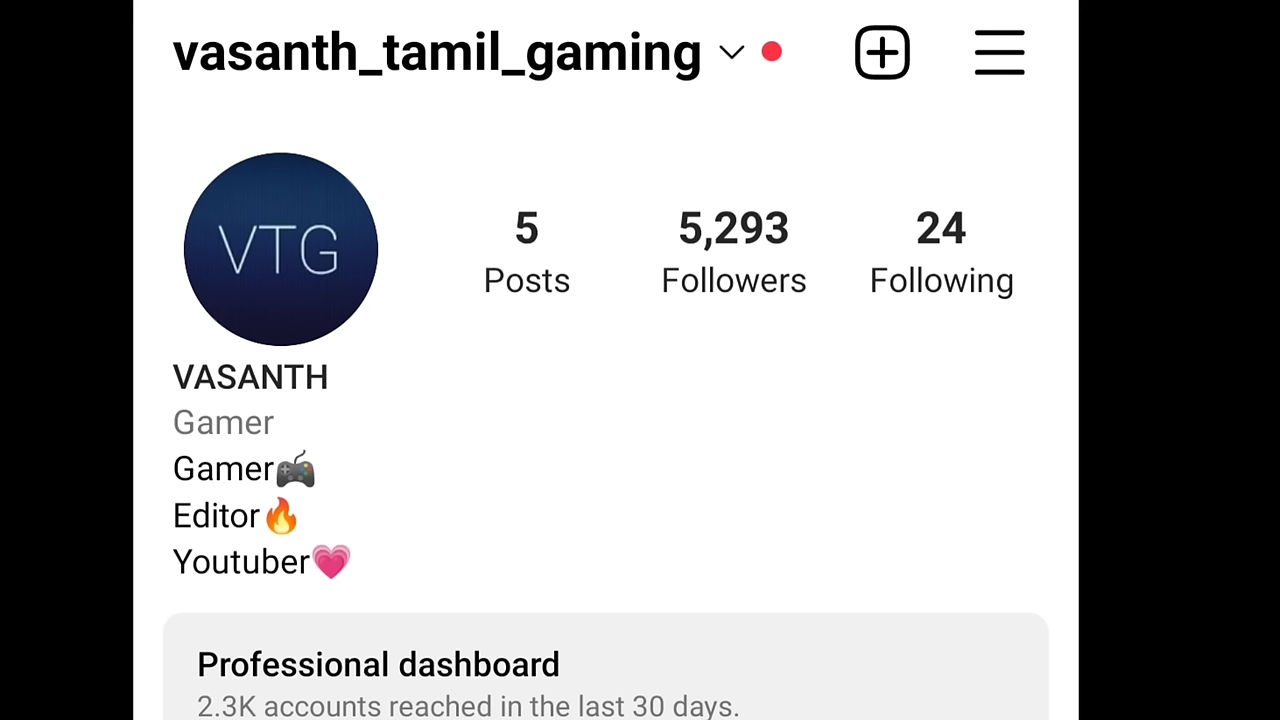 vasanth_tamil_gaming
VTG
5
5,293
24
Posts
Followers
Following
VASANTH
Gamer
Gamer🎮
Editor🔥
Youtuber💗
Professional dashboard
2.3K accounts reached in the last 30 days.